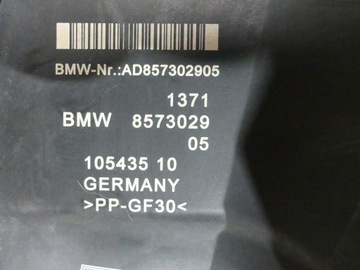 BMW-Nr.:AD857302905
1371
BMW 8573029
05
105435 10
GERMANY
>PP-GF30<